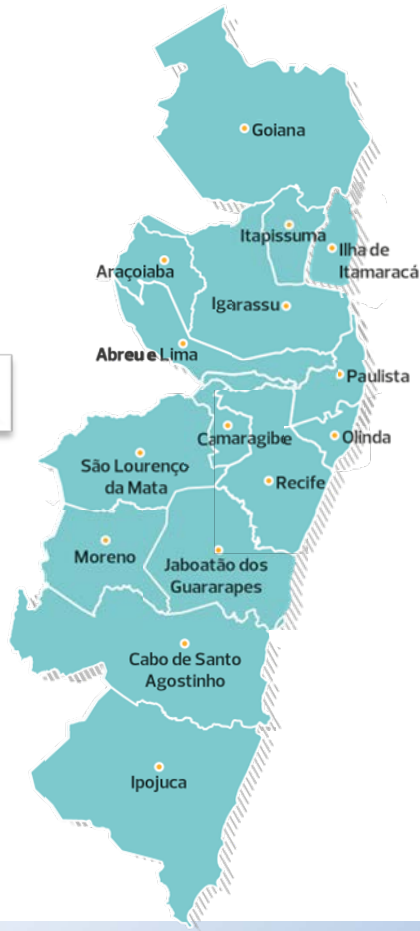 Goiana
Itapissuma
Ilha de
Itamaracá
Araçoiaba
Igarassu
Abreu e Lima
Paulista
Camaragibe
Olinda
São Lourenço
da Mata
Recife
Moreno
Jaboatão dos
Guararapes
Cabo de Santo
Agostinho
Ipojuca